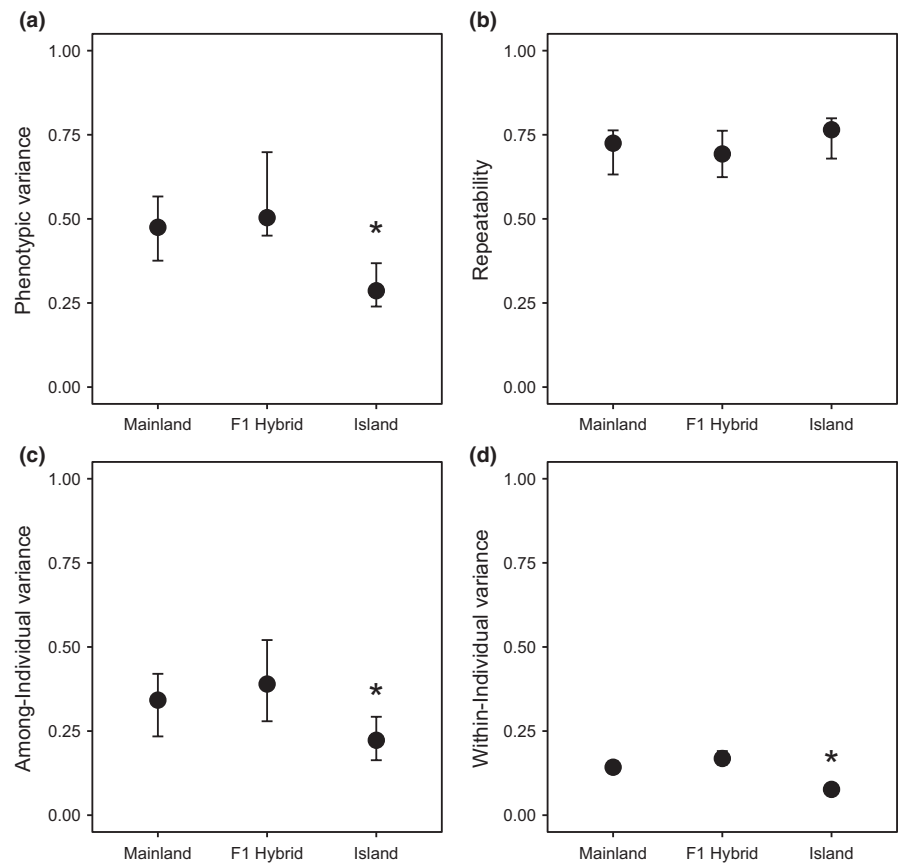 (a)
Phenotypic variance
1.00
0.75
0.50
0.25
0.00
*
Mainland F1 Hybrid Island
(b)
Repeatability
1.00
0.75
0.50
0.25
0.00
Mainland F1 Hybrid Island
(c)
Among-Individual variance
1.00
0.75
0.50
0.25
0.00
*
Mainland F1 Hybrid Island
(d)
Within-Individual variance
1.00
0.75
0.50
0.25
0.00
*
Mainland F1 Hybrid Island